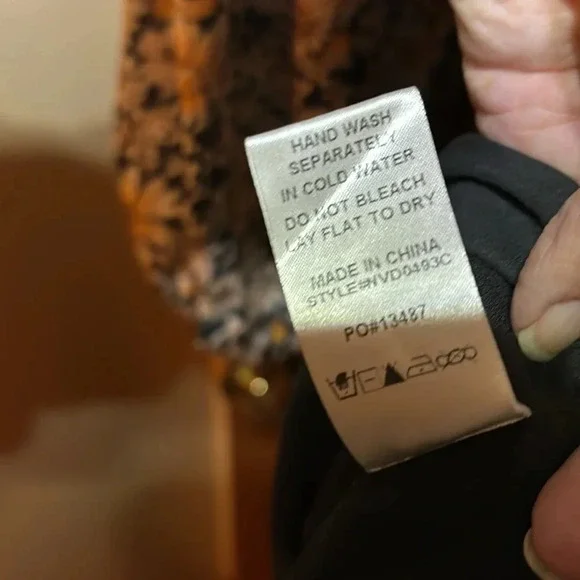 HAND WASH
SEPARATELY
IN COLD WATER
DO NOT BLEACH
LAY FLAT TO DRY
MADE IN CHINA
STYLE#NVD0493C
PO#13487